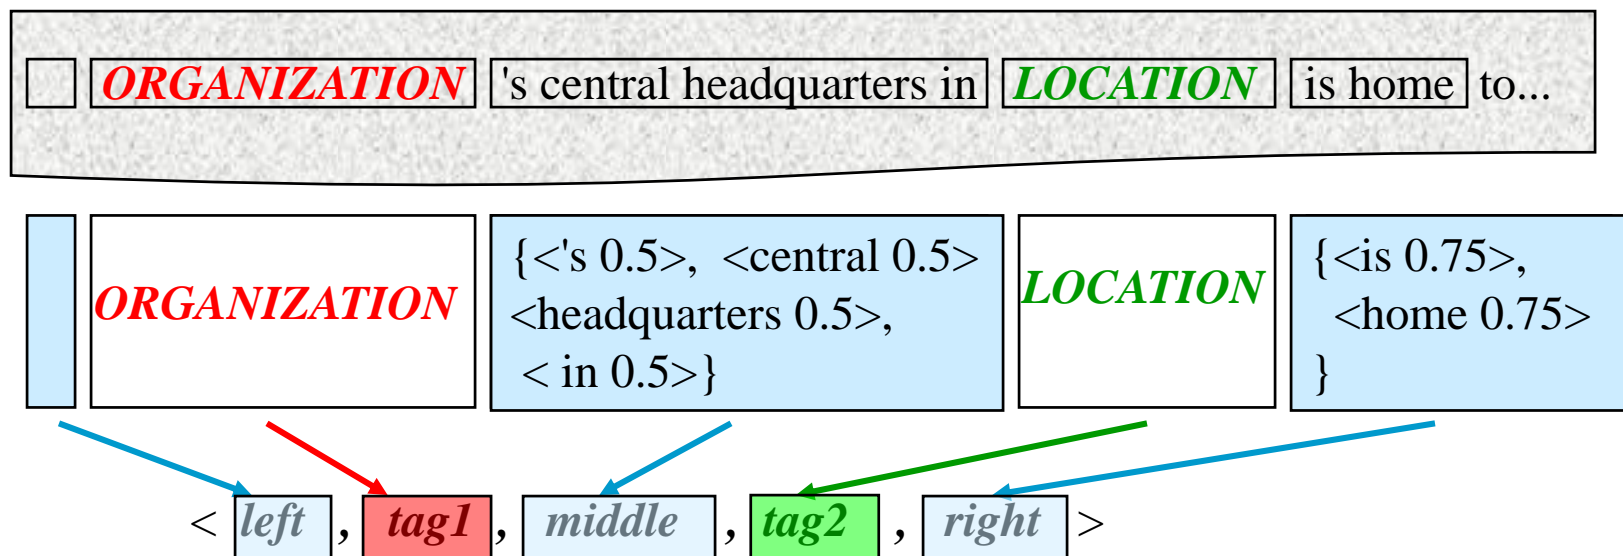 ORGANIZATION 's central headquarters in LOCATION is home to...
ORGANIZATION
{<'s 0.5>, <central 0.5>
<headquarters 0.5>,
< in 0.5>}
LOCATION
{<is 0.75>,
<home 0.75>
}
< left , tag1 , middle , tag2 , right >